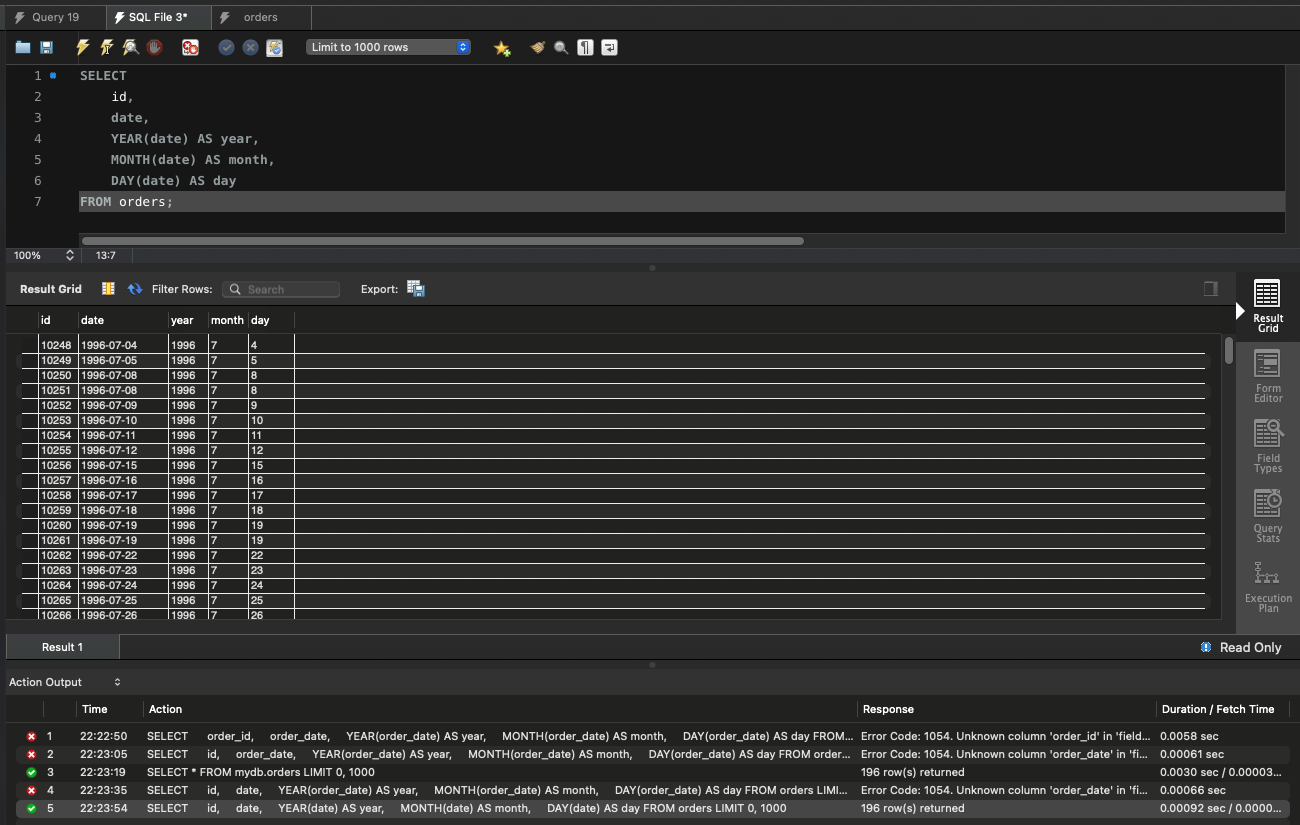 Query 19
SQL File 3*
orders
Limit to 1000 rows
1 SELECT
2 id,
3 date,
4 YEAR(date) AS year,
5 MONTH(date) AS month,
6 DAY(date) AS day
7 FROM orders;
100% 13:7
Result Grid Filter Rows: Search Export:
Result Grid
Form Editor
Field Types
Query Stats
Execution Plan
id date year month day
10248 1996-07-04 1996 7 4
10249 1996-07-05 1996 7 5
10250 1996-07-08 1996 7 8
10251 1996-07-08 1996 7 8
10252 1996-07-09 1996 7 9
10253 1996-07-10 1996 7 10
10254 1996-07-11 1996 7 11
10255 1996-07-12 1996 7 12
10256 1996-07-15 1996 7 15
10257 1996-07-16 1996 7 16
10258 1996-07-17 1996 7 17
10259 1996-07-18 1996 7 18
10260 1996-07-19 1996 7 19
10261 1996-07-19 1996 7 19
10262 1996-07-22 1996 7 22
10263 1996-07-23 1996 7 23
10264 1996-07-24 1996 7 24
10265 1996-07-25 1996 7 25
10266 1996-07-26 1996 7 26
Result 1 Read Only
Action Output
Time Action Response Duration / Fetch Time
1 22:22:50 SELECT order_id, order_date, YEAR(order_date) AS year, MONTH(order_date) AS month, DAY(order_date) AS day FROM... Error Code: 1054. Unknown column 'order_id' in 'field... 0.0058 sec
2 22:23:05 SELECT id, order_date, YEAR(order_date) AS year, MONTH(order_date) AS month, DAY(order_date) AS day FROM order... Error Code: 1054. Unknown column 'order_date' in 'fi... 0.00061 sec
3 22:23:19 SELECT * FROM mydb.orders LIMIT 0, 1000 196 row(s) returned 0.0030 sec / 0.00003...
4 22:23:35 SELECT id, date, YEAR(order_date) AS year, MONTH(order_date) AS month, DAY(order_date) AS day FROM orders LIMI... Error Code: 1054. Unknown column 'order_date' in 'fi... 0.00066 sec
5 22:23:54 SELECT id, date, YEAR(date) AS year, MONTH(date) AS month, DAY(date) AS day FROM orders LIMIT 0, 1000 196 row(s) returned 0.00092 sec / 0.0000...